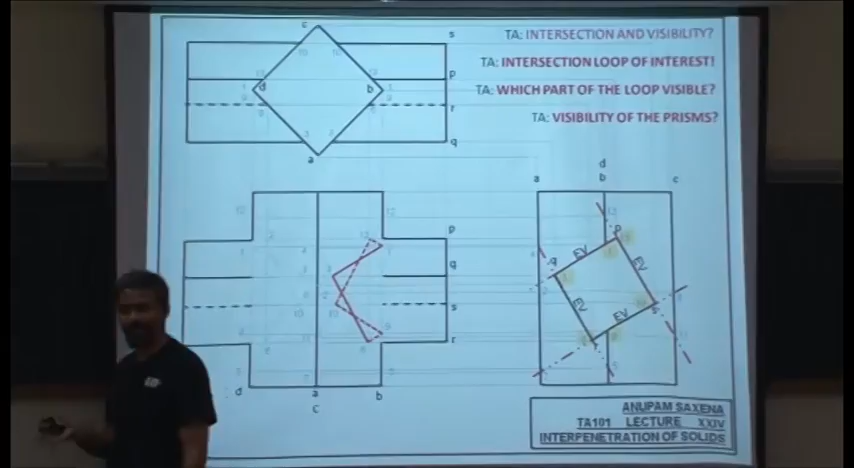 TA: INTERSECTION AND VISIBILITY?
TA: INTERSECTION LOOP OF INTEREST!
TA: WHICH PART OF THE LOOP VISIBLE?
TA: VISIBILITY OF THE PRISMS?
c
s
p
d
b
r
q
a
d
a
b
c
p
q
s
r
p
q
EV
EV
EV
EV
s
d
a
b
c
ANUPAM SAXENA
TA101 LECTURE XXIV
INTERPENETRATION OF SOLIDS